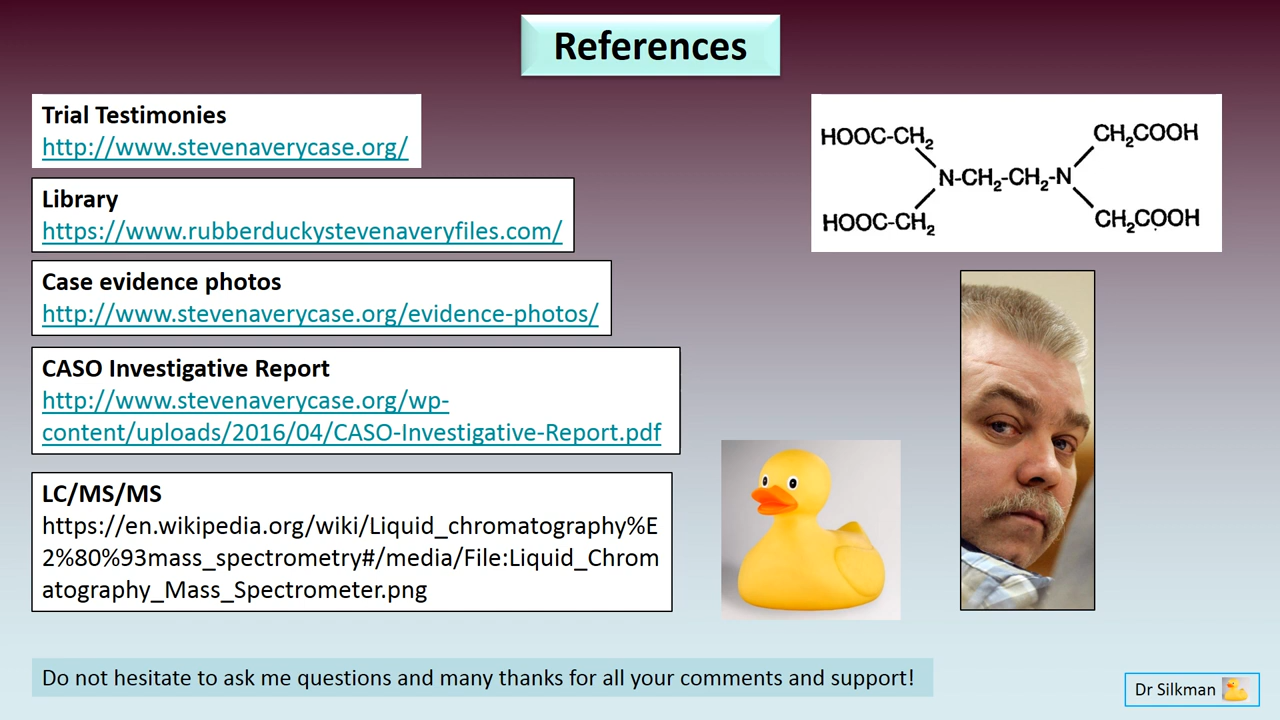 References
Trial Testimonies
http://www.stevenaverycase.org/
Library
https://www.rubberduckystevenaveryfiles.com/
Case evidence photos
http://www.stevenaverycase.org/evidence-photos/
CASO Investigative Report
http://www.stevenaverycase.org/wp-
content/uploads/2016/04/CASO-Investigative-Report.pdf
LC/MS/MS
https://en.wikipedia.org/wiki/Liquid_chromatography%E
2%80%93mass_spectrometry#/media/File:Liquid_Chrom
atography_Mass_Spectrometer.png
HOOC-CH₂ CH₂COOH
N-CH₂-CH₂-N
HOOC-CH₂ CH₂COOH
Do not hesitate to ask me questions and many thanks for all your comments and support!
Dr Silkman